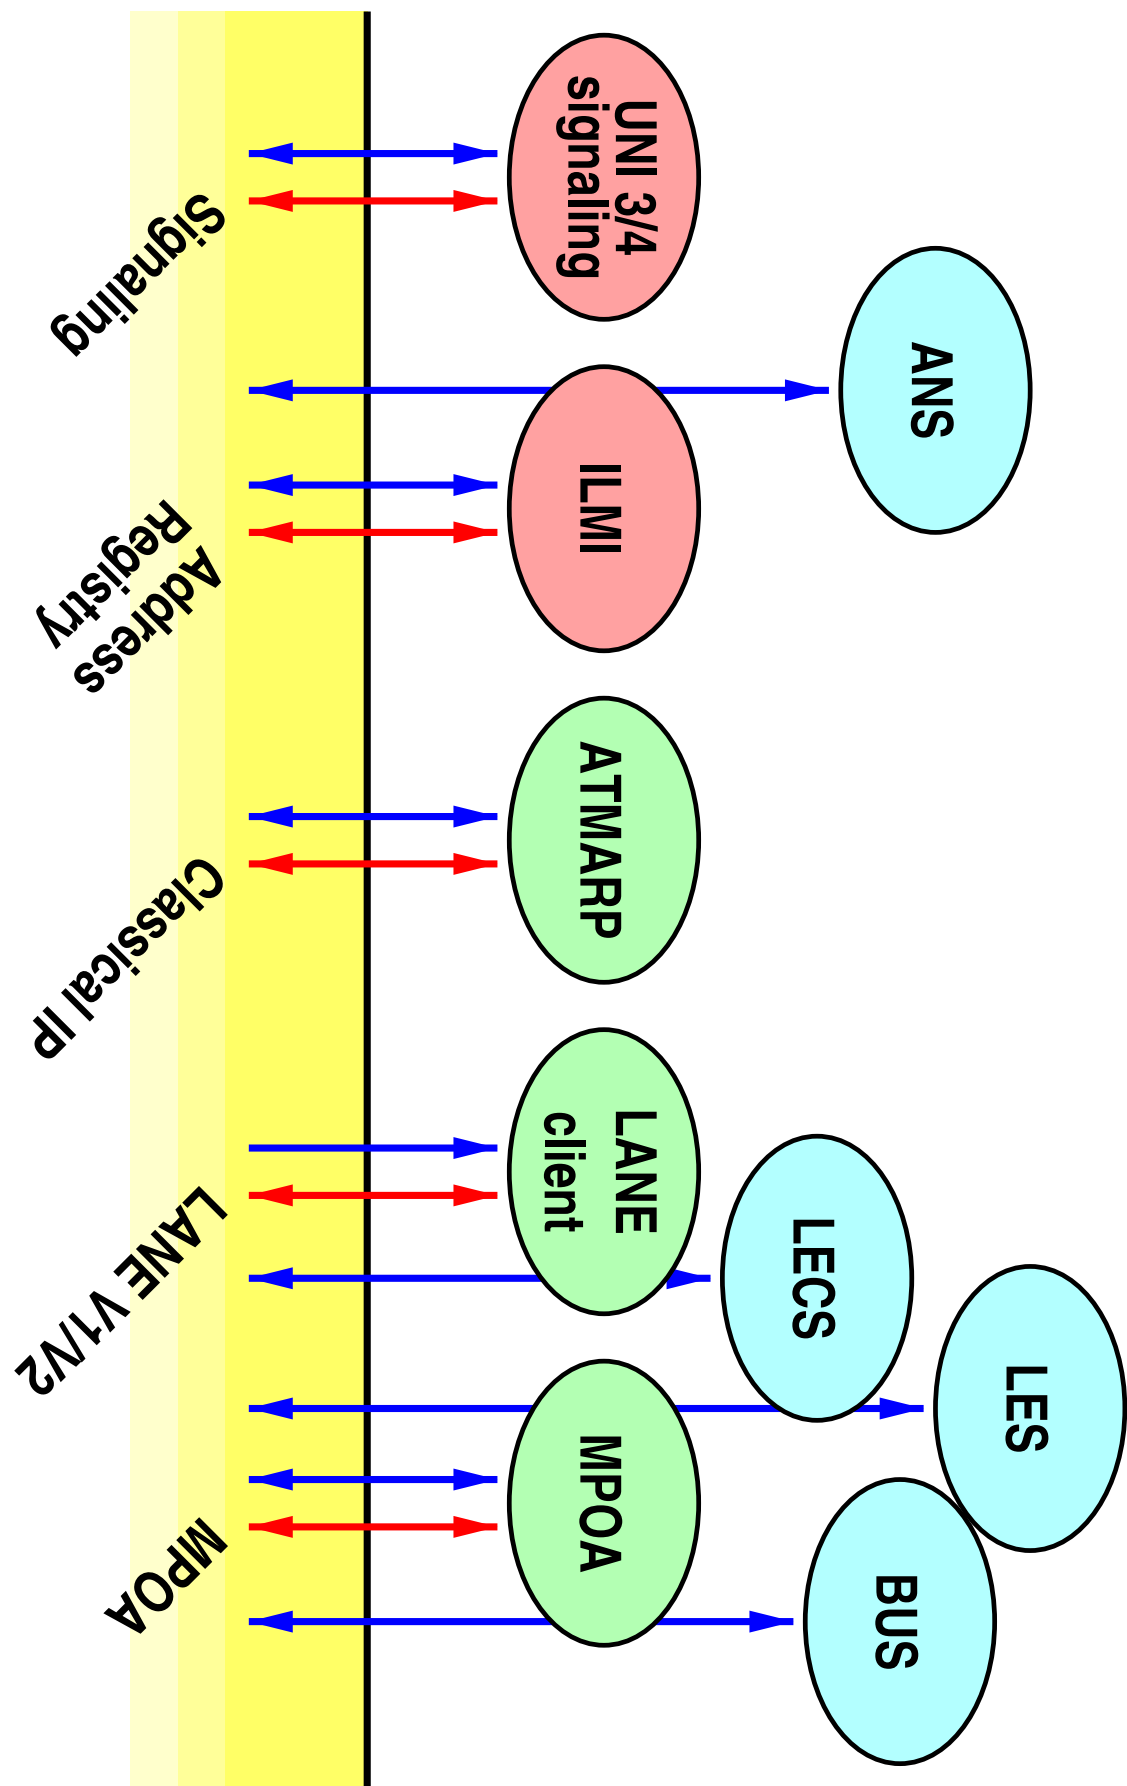 ANS
LES
LECS
BUS
UNI 3/4
signaling
ILMI
ATMARP
LANE
client
MPOA
Signaling
Address
Registry
Classical IP
LANE V1/V2
MPOA